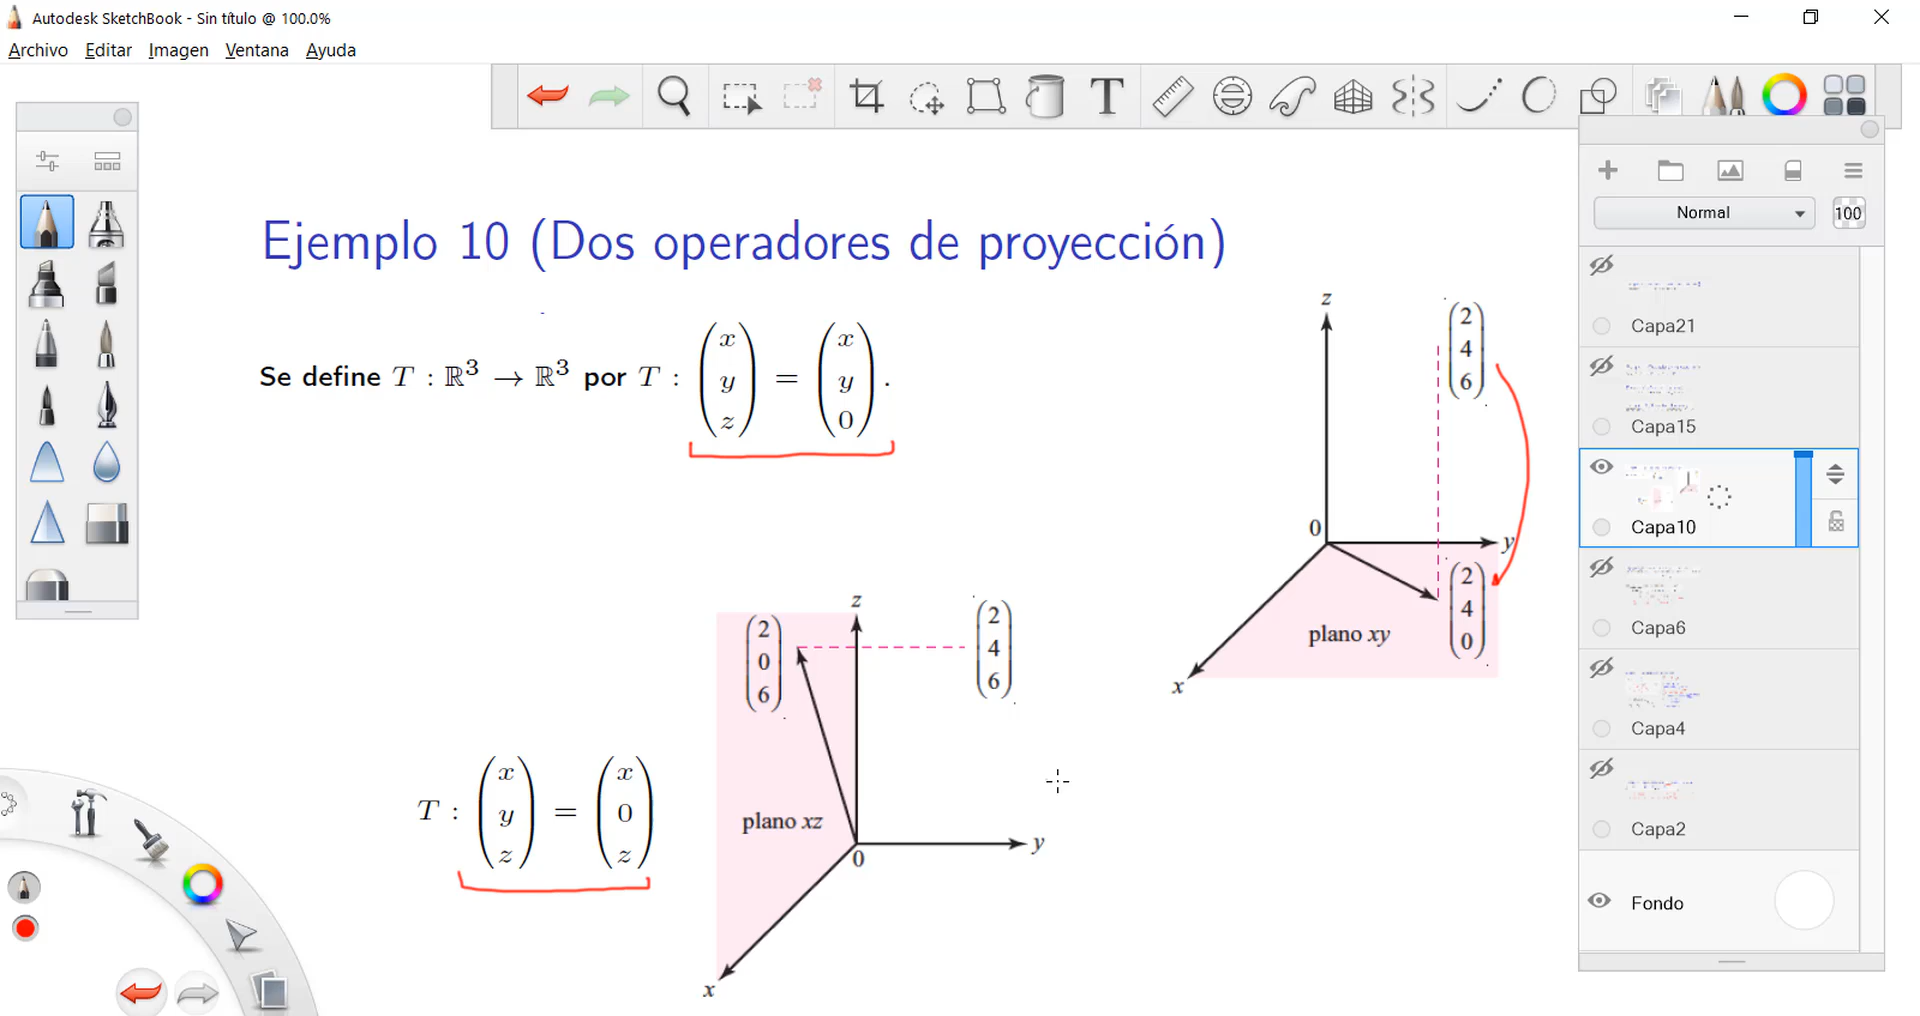 Autodesk SketchBook - Sin título @ 100.0%
Archivo Editar Imagen Ventana Ayuda
Normal 100
Ejemplo 10 (Dos operadores de proyección)
Se define T : ℝ³ → ℝ³ por T : (x y z) = (x y 0).
z
(2 4 6)
0
y
(2 4 0)
plano xy
x
z
(2 0 6)
(2 4 6)
T : (x y z) = (x 0 z)
plano xz
y
0
x
Capa21
Capa15
Capa10
Capa6
Capa4
Capa2
Fondo